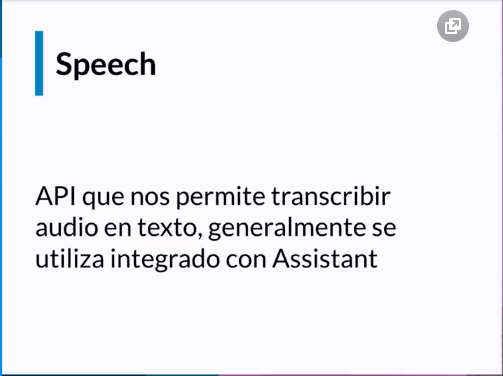 Speech
API que nos permite transcribir
audio en texto, generalmente se
utiliza integrado con Assistant